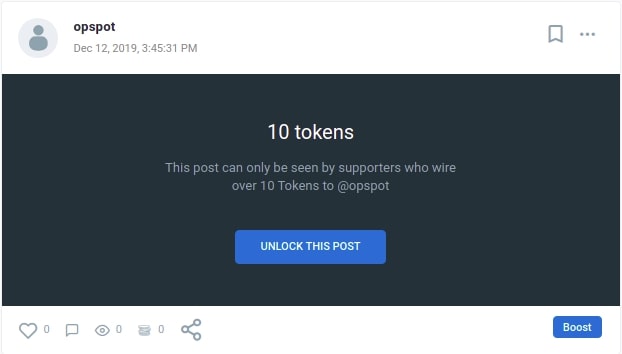 opspot
Dec 12, 2019, 3:45:31 PM
10 tokens
This post can only be seen by supporters who wire
over 10 Tokens to @opspot
UNLOCK THIS POST
0 0 0 Boost